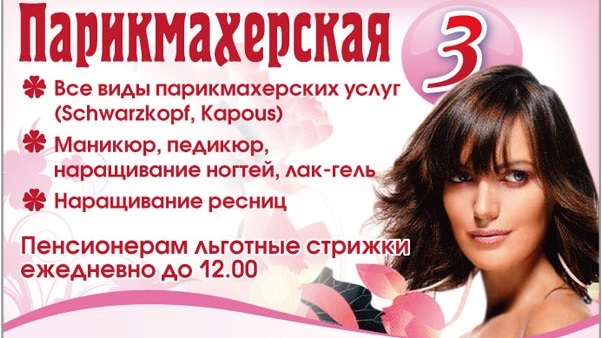 Парикмахерская 3
Все виды парикмахерских услуг
(Schwarzkopf, Kapous)
Маникюр, педикюр,
наращивание ногтей, лак-гель
Наращивание ресниц
Пенсионерам льготные стрижки
ежедневно до 12.00